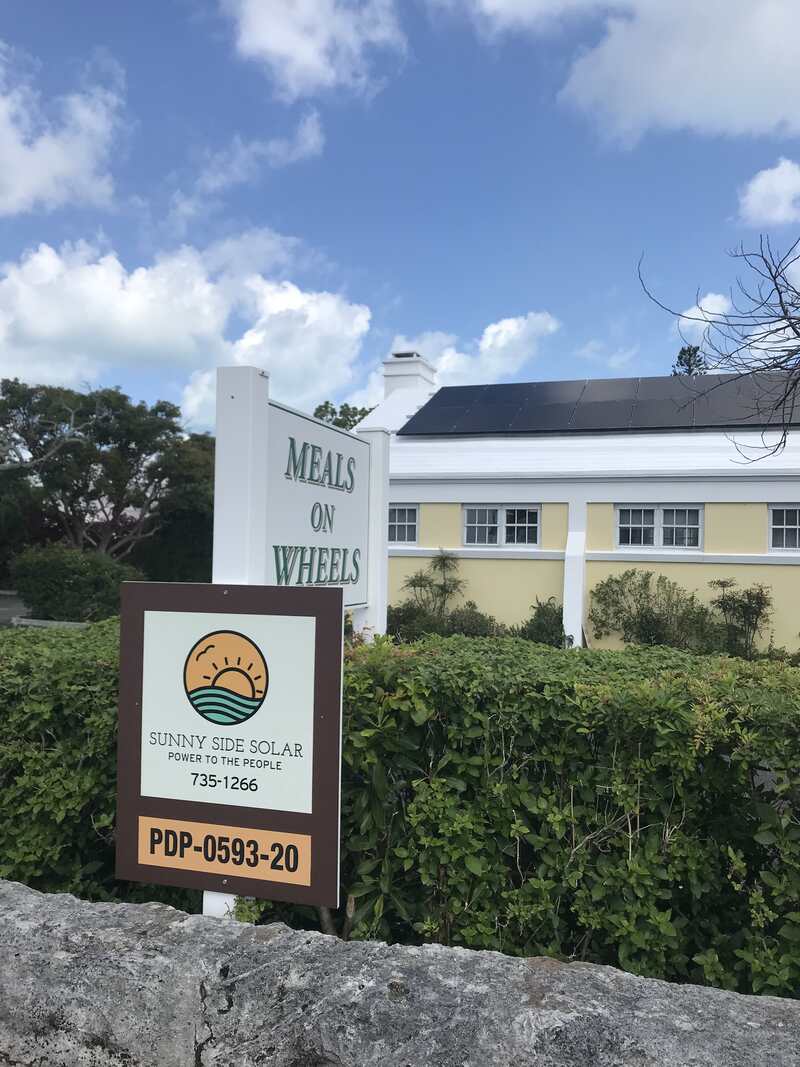 MEALS
ON
WHEELS
SUNNY SIDE SOLAR
POWER TO THE PEOPLE
735-1266
PDP-0593-20